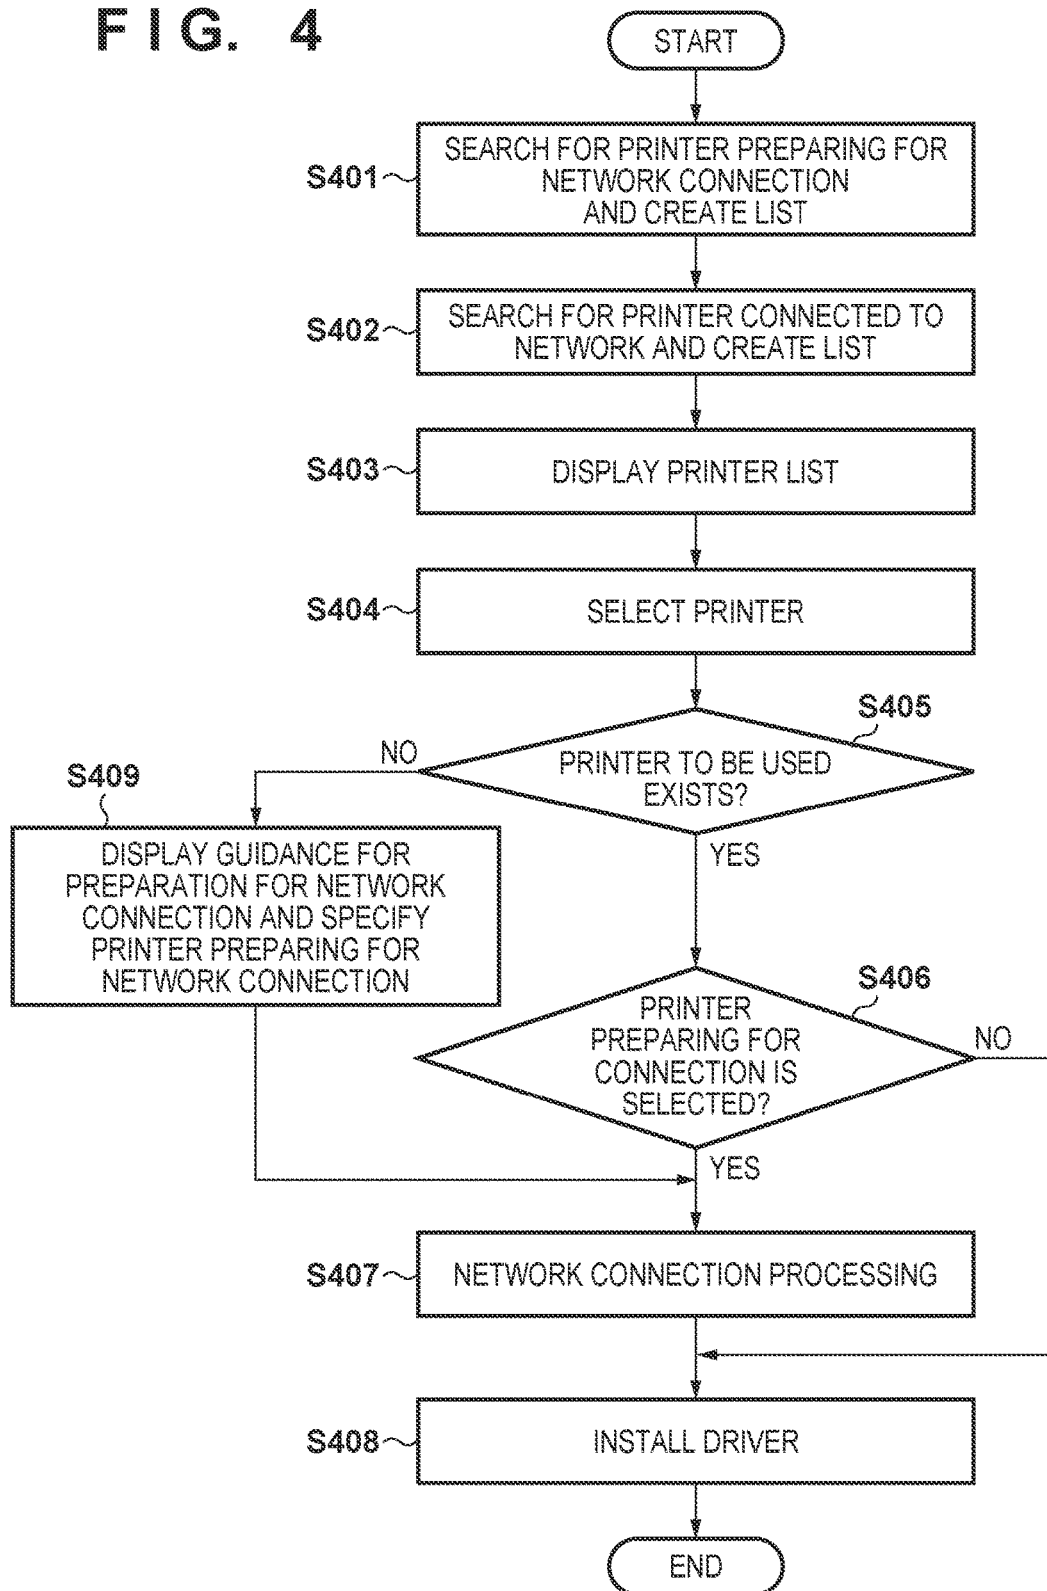 FIG. 4
START
S401
SEARCH FOR PRINTER PREPARING FOR
NETWORK CONNECTION
AND CREATE LIST
S402
SEARCH FOR PRINTER CONNECTED TO
NETWORK AND CREATE LIST
S403
DISPLAY PRINTER LIST
S404
SELECT PRINTER
S405
PRINTER TO BE USED
EXISTS?
NO
YES
S409
DISPLAY GUIDANCE FOR
PREPARATION FOR NETWORK
CONNECTION AND SPECIFY
PRINTER PREPARING FOR
NETWORK CONNECTION
S406
PRINTER
PREPARING FOR
CONNECTION IS
SELECTED?
NO
YES
S407
NETWORK CONNECTION PROCESSING
S408
INSTALL DRIVER
END